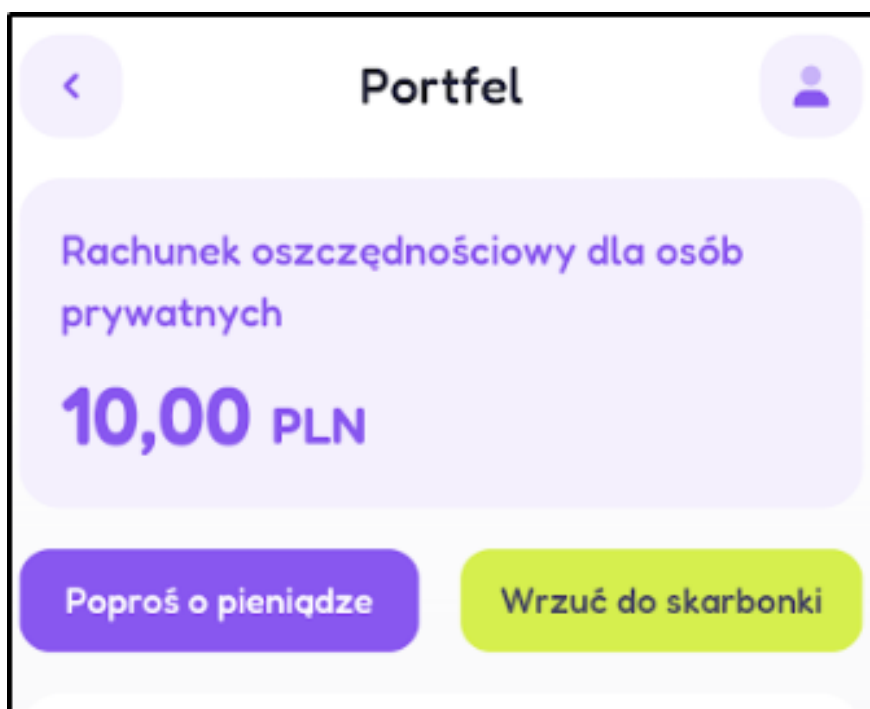 Portfel
Rachunek oszczędnościowy dla osób
prywatnych
10,00 PLN
Poproś o pieniądze
Wrzuć do skarbonki